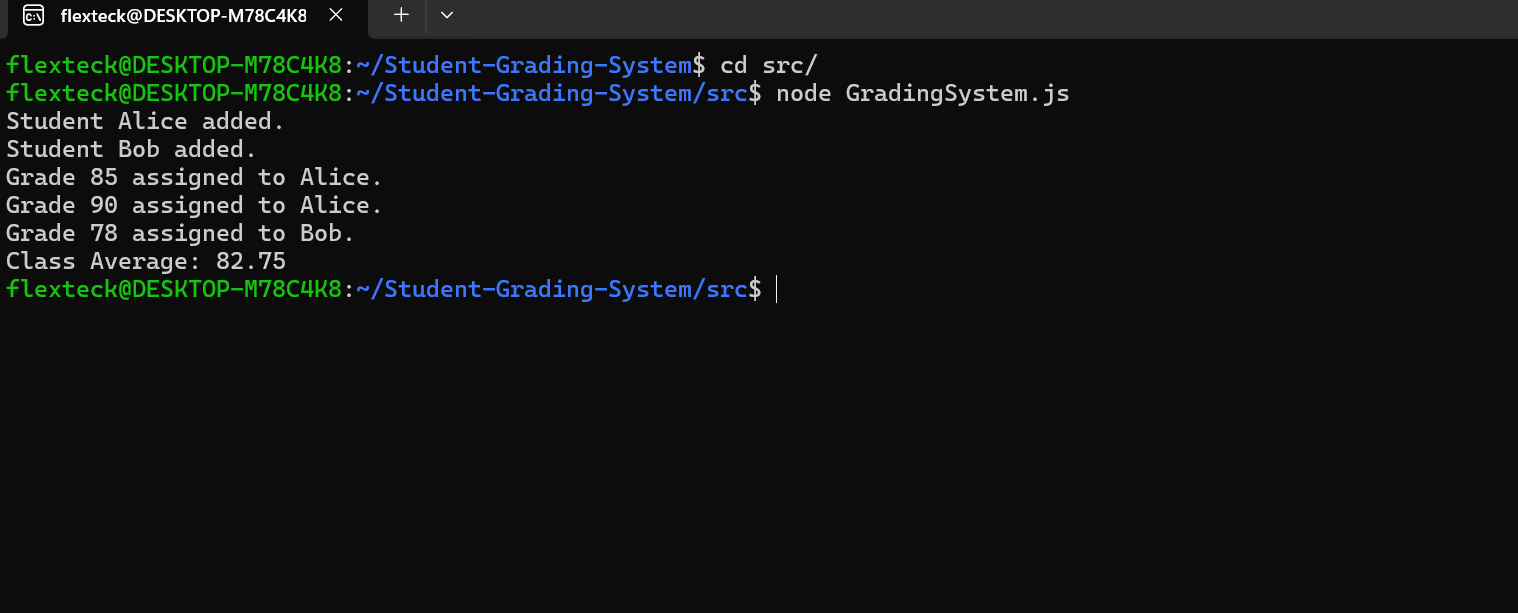 flexteck@DESKTOP-M78C4K8
flexteck@DESKTOP-M78C4K8:~/Student-Grading-System$ cd src/
flexteck@DESKTOP-M78C4K8:~/Student-Grading-System/src$ node GradingSystem.js
Student Alice added.
Student Bob added.
Grade 85 assigned to Alice.
Grade 90 assigned to Alice.
Grade 78 assigned to Bob.
Class Average: 82.75
flexteck@DESKTOP-M78C4K8:~/Student-Grading-System/src$